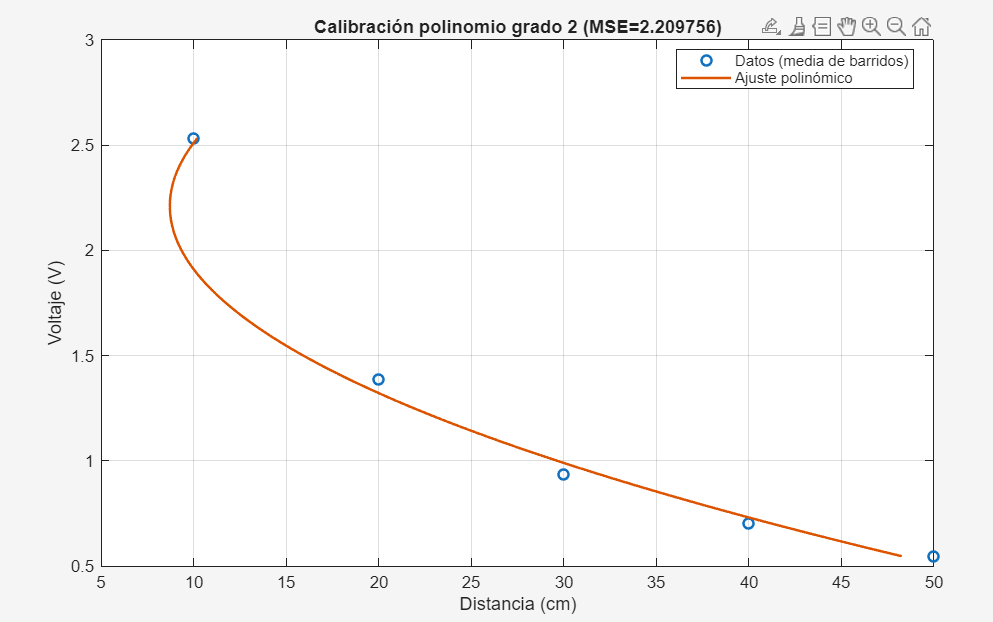 Calibración polinomio grado 2 (MSE=2.209756)
Datos (media de barridos)
Ajuste polinómico
3
2.5
2
1.5
1
0.5
Voltaje (V)
5 10 15 20 25 30 35 40 45 50
Distancia (cm)